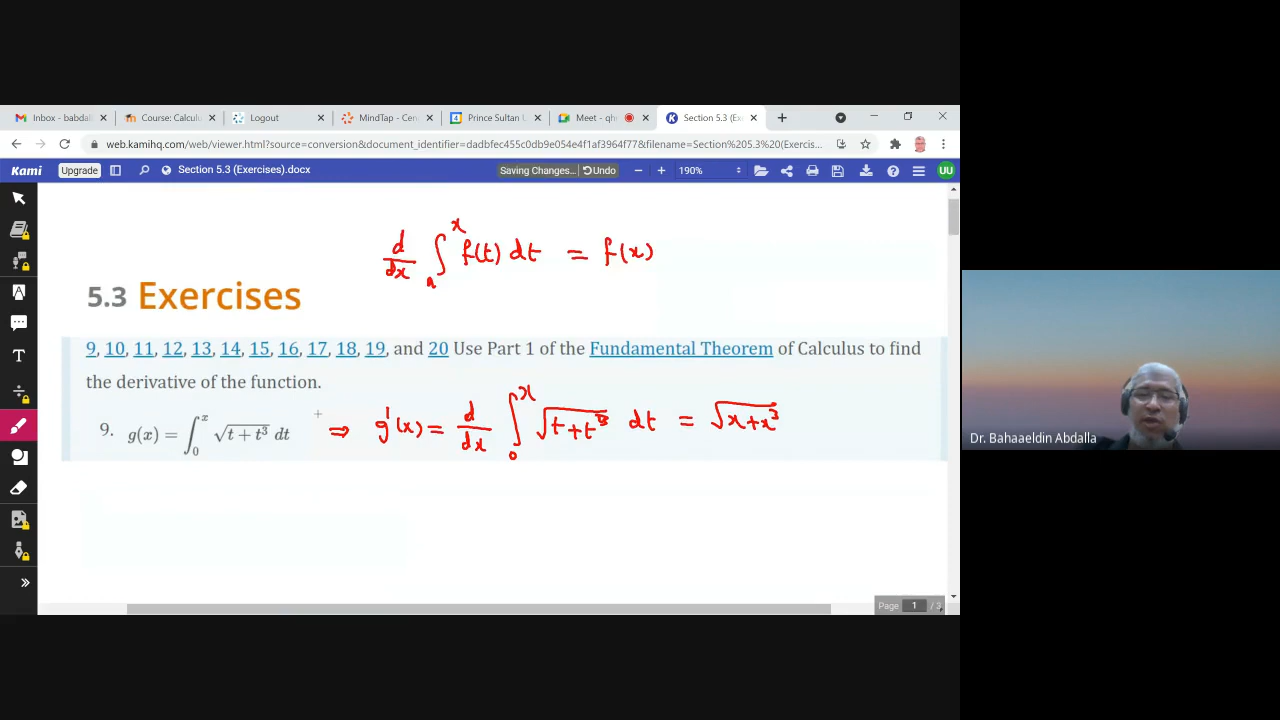 Inbox - babdall
Course: Calculu
Logout
MindTap - Cen
Prince Sultan U
Meet - qh
Section 5.3 (Exe
web.kamihq.com/web/viewer.html?source=conversion&document_identifier=dadbfec455c0db9e054e4f1af3964f77&filename=Section%205.3%20(Exercis...
Kami Upgrade Section 5.3 (Exercises).docx Saving Changes... Undo 190% UU
d/dx ∫_a^x f(t) dt = f(x)
5.3 Exercises
9, 10, 11, 12, 13, 14, 15, 16, 17, 18, 19, and 20 Use Part 1 of the Fundamental Theorem of Calculus to find
the derivative of the function.
9. g(x) = ∫_0^x √(t + t³) dt ⇒ g'(x) = d/dx ∫_0^x √(t+t³) dt = √(x+x³)
Page 1 / 3
Dr. Bahaaeldin Abdalla